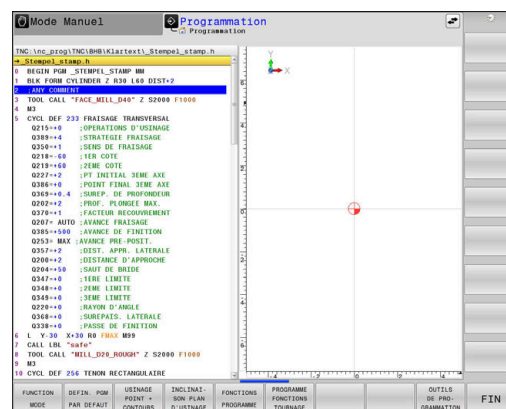 Mode Manuel
Programmation
Programmation
TNC:\nc_prog\TNC\BHB\Klartext\_Stempel_stamp.h
→_Stempel_stamp.h
0 BEGIN PGM _STEMPEL_STAMP MM
1 BLK FORM CYLINDER Z R30 L60 DIST+2
2 ;ANY COMMENT
3 TOOL CALL "FACE_MILL_D40" Z S2000 F1000
4 M3
5 CYCL DEF 233 FRAISAGE TRANSVERSAL
Q215=+0 ;OPERATIONS D'USINAGE
Q389=+4 ;STRATEGIE FRAISAGE
Q350=+1 ;SENS DE FRAISAGE
Q218=-60 ;1ER COTE
Q219=+60 ;2EME COTE
Q227=+2 ;PT INITIAL 3EME AXE
Q386=+0 ;POINT FINAL 3EME AXE
Q369=+0.4 ;SUREP. DE PROFONDEUR
Q202=+2 ;PROF. PLONGEE MAX.
Q370=+1 ;FACTEUR RECOUVREMENT
Q207= AUTO ;AVANCE FRAISAGE
Q385=+500 ;AVANCE DE FINITION
Q253= MAX ;AVANCE PRE-POSIT.
Q357=+2 ;DIST. APPR. LATERALE
Q200=+2 ;DISTANCE D'APPROCHE
Q204=+50 ;SAUT DE BRIDE
Q347=+0 ;1ERE LIMITE
Q348=+0 ;2EME LIMITE
Q349=+0 ;3EME LIMITE
Q220=+0 ;RAYON D'ANGLE
Q368=+0 ;SUREPAIS. LATERALE
Q338=+0 ;PASSE DE FINITION
6 L Y-30 X+30 R0 FMAX M99
7 CALL LBL "safe"
8 TOOL CALL "MILL_D20_ROUGH" Z S2000 F1000
9 M3
10 CYCL DEF 256 TENON RECTANGULAIRE
Y
X
FUNCTION MODE
DEFIN. PGM PAR DEFAUT
USINAGE POINT + CONTOURS
INCLINAISON PLAN D'USINAGE
FONCTIONS PROGRAMME
PROGRAMME FONCTIONS TOURNAGE
OUTILS DE PROGRAMMATION
FIN